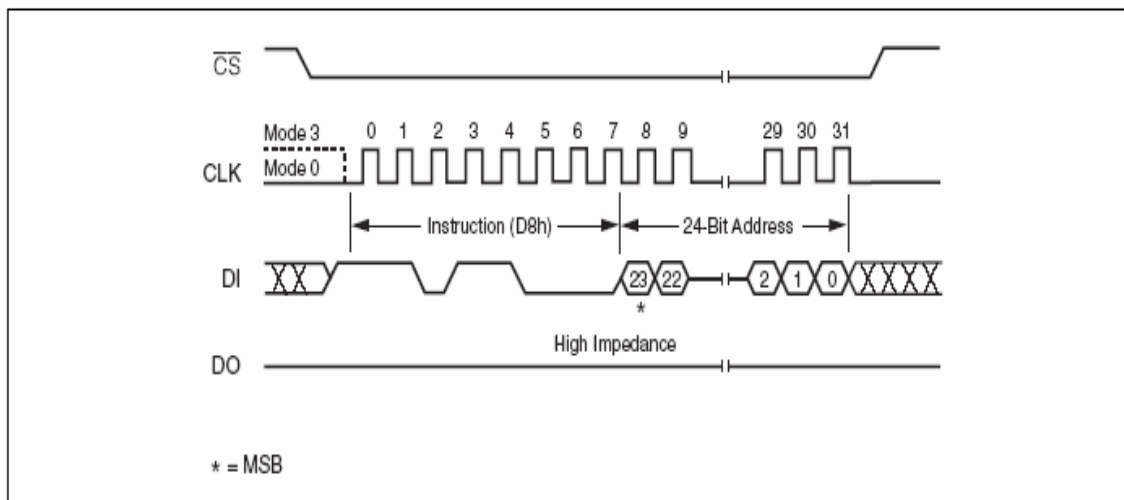 CS
Mode 3
0 1 2 3 4 5 6 7 8 9 29 30 31
CLK
Mode 0
Instruction (D8h)
24-Bit Address
DI
23 22 2 1 0
*
High Impedance
DO
* = MSB